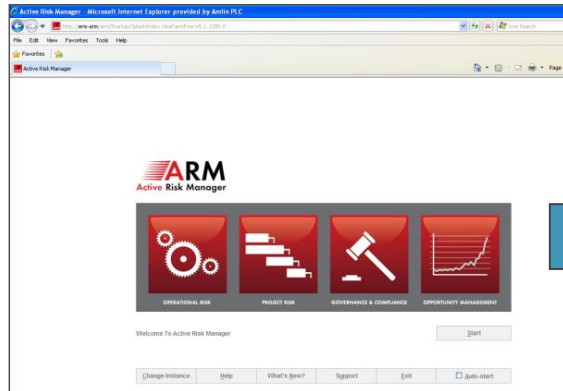 Active Risk Manager - Microsoft Internet Explorer provided by Amlin PLC
Live Search
File Edit View Favorites Tools Help
Favorites
Active Risk Manager
Page
ARM
Active Risk Manager
OPERATIONAL RISK PROJECT RISK GOVERNANCE & COMPLIANCE OPPORTUNITY MANAGEMENT
Welcome To Active Risk Manager Start
Change Instance Help What's New? Support Exit Auto-start